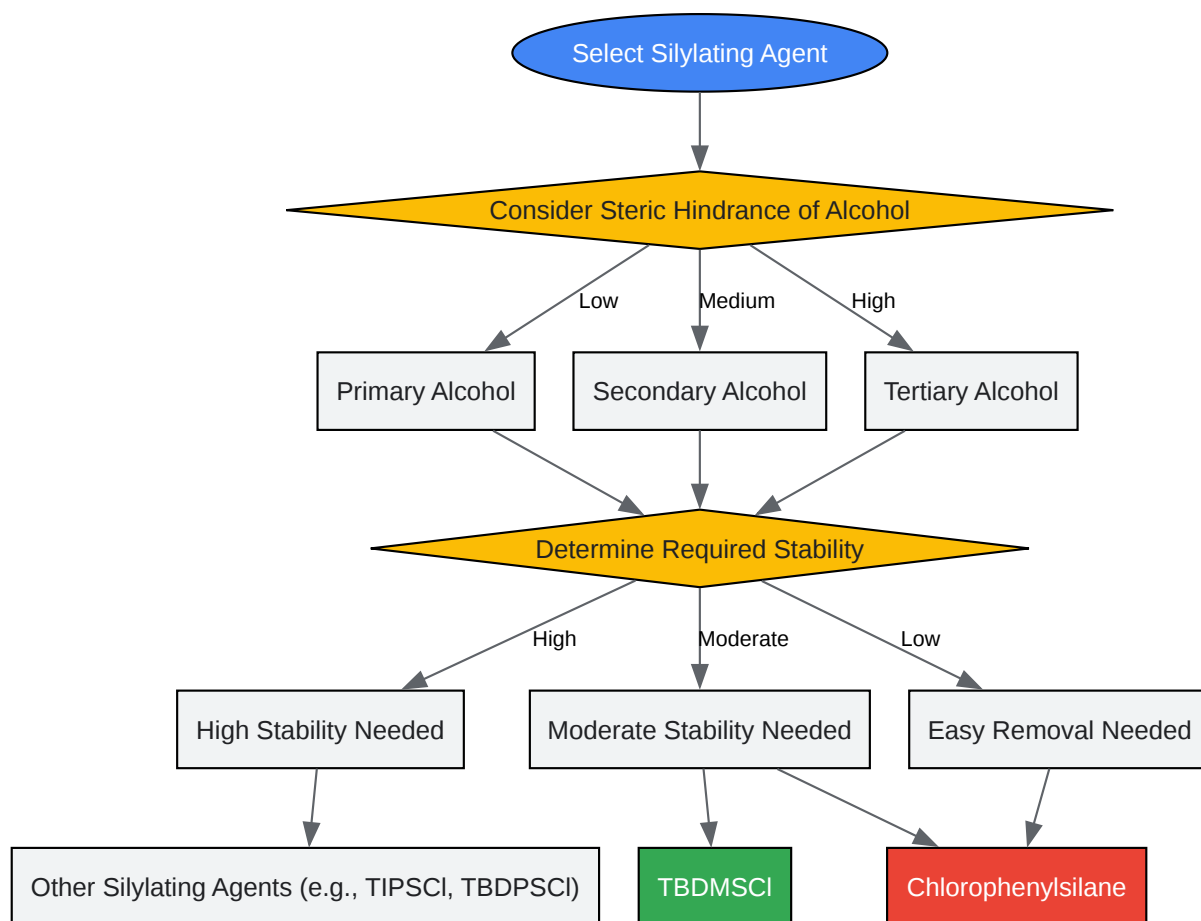 Select Silylating Agent
Consider Steric Hindrance of Alcohol
Low
Medium
High
Primary Alcohol
Secondary Alcohol
Tertiary Alcohol
Determine Required Stability
High
Moderate
Low
High Stability Needed
Moderate Stability Needed
Easy Removal Needed
Other Silylating Agents (e.g., TIPSCl, TBDPSCl)
TBDMSCl
Chlorophenylsilane